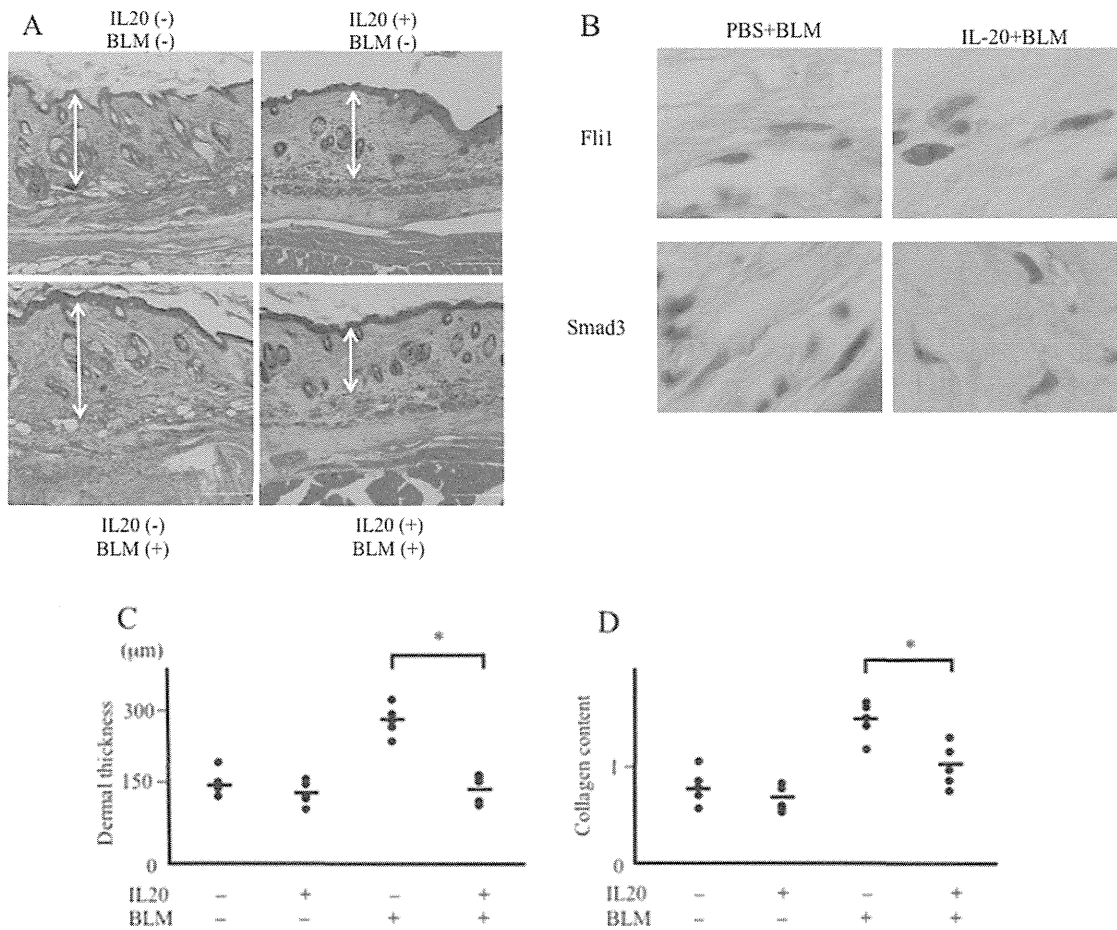 A
IL20 (-)
BLM (-)
IL20 (+)
BLM (-)
IL20 (-)
BLM (+)
IL20 (+)
BLM (+)
B
PBS+BLM
IL-20+BLM
Fli1
Smad3
C
(μm)
*
300
150
0
Dermal thickness
IL20 - + - +
BLM - - + +
D
*
1
0
Collagen content
IL20 - + - +
BLM - - + +